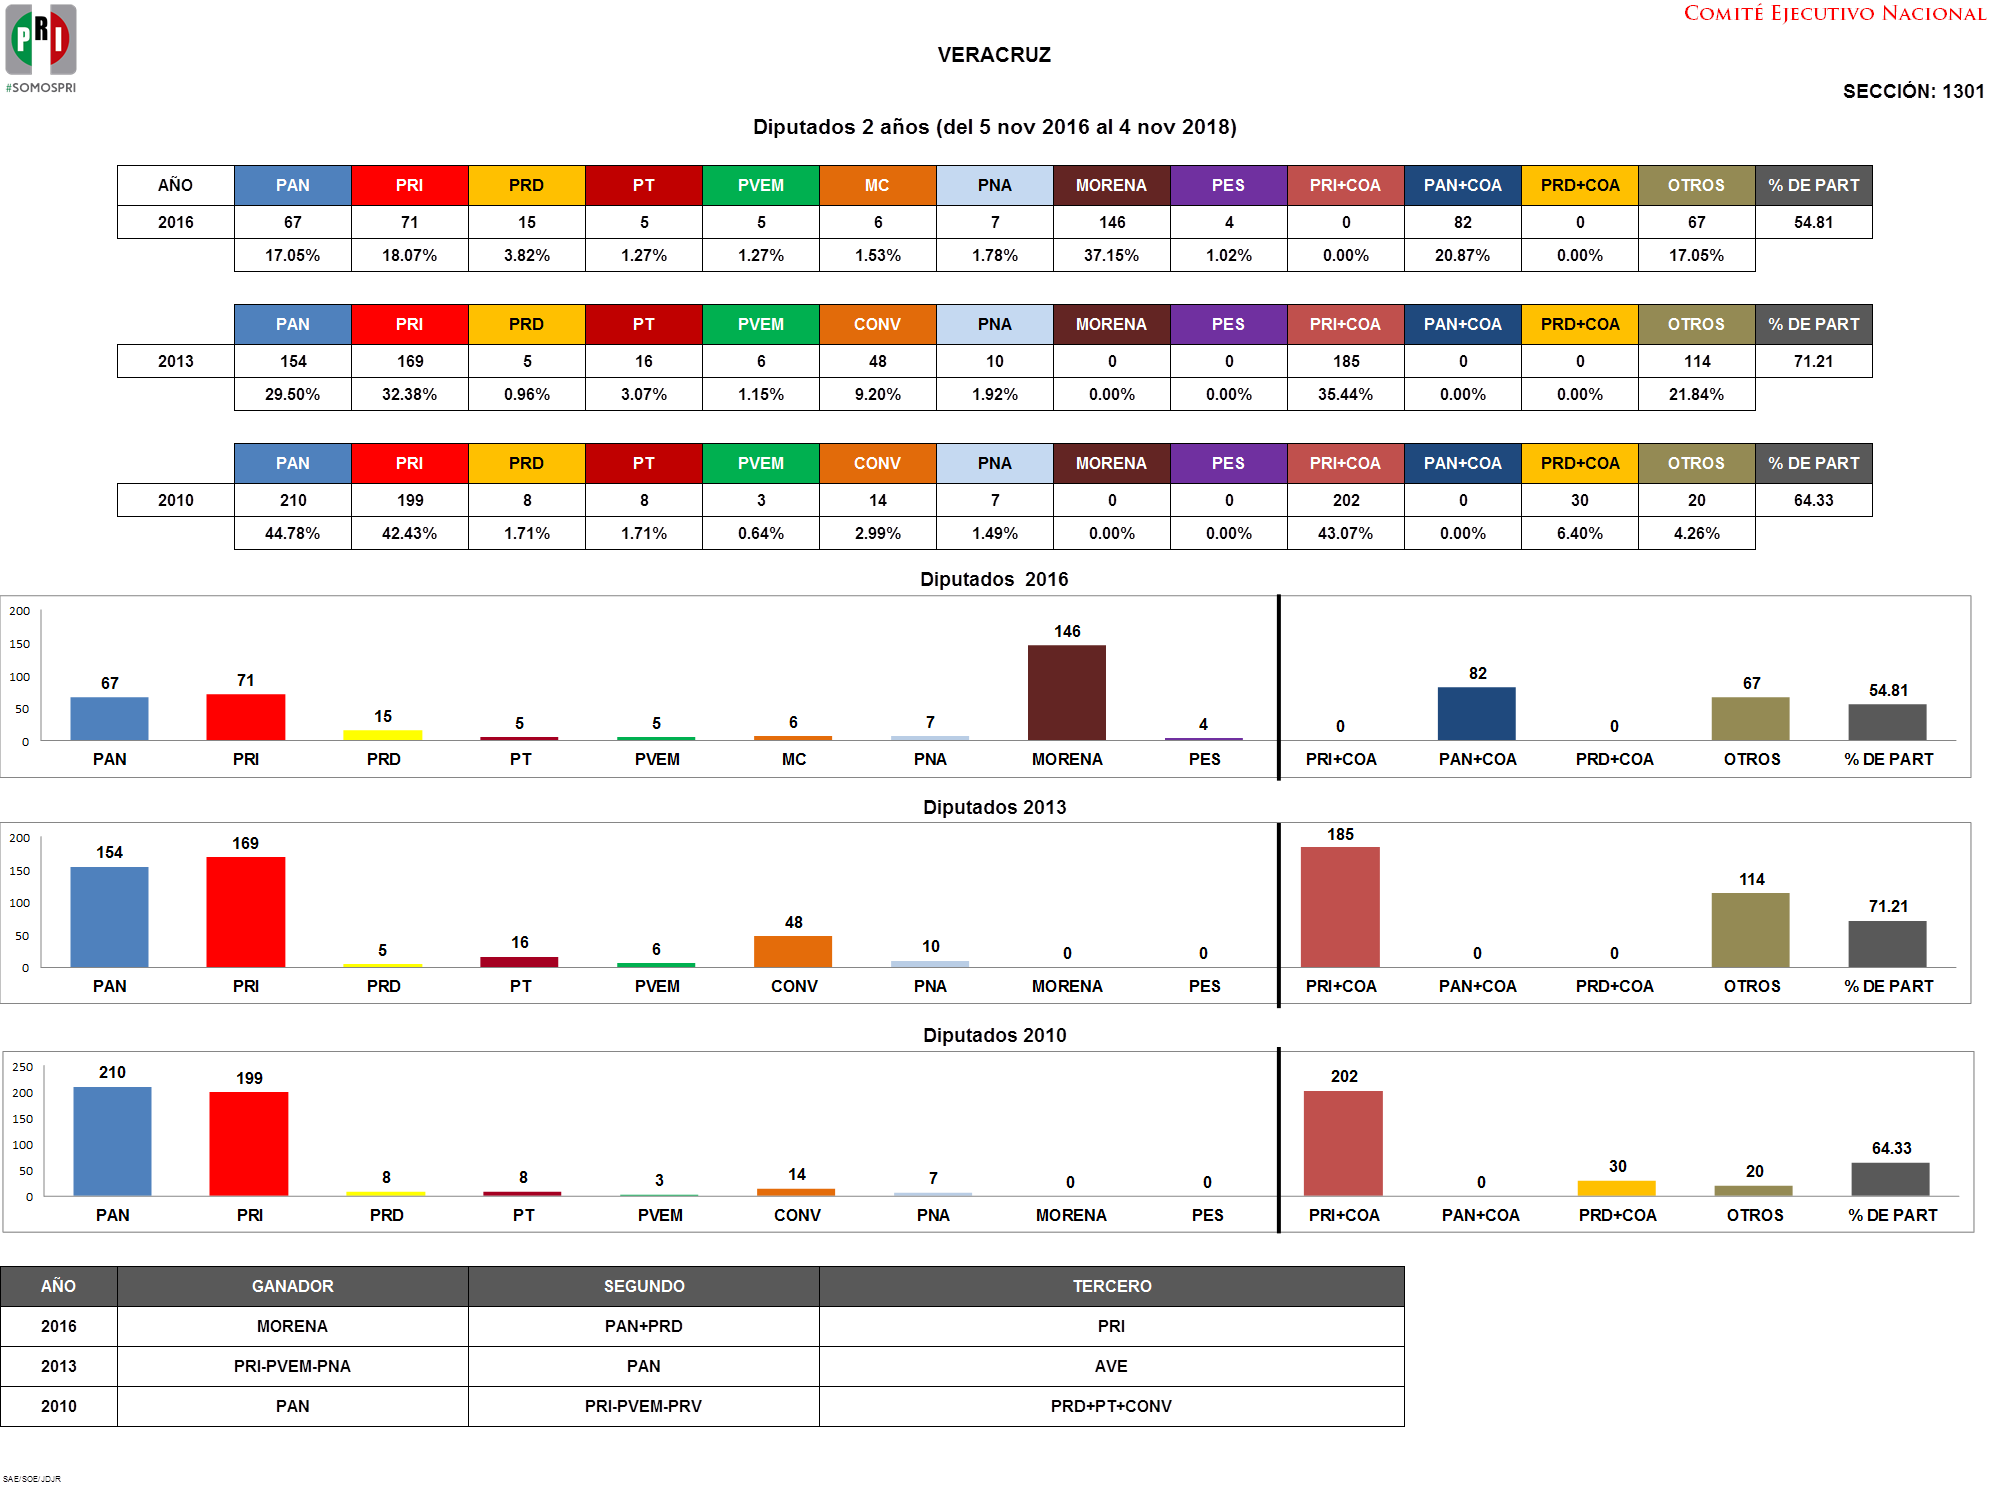 PRI
#SOMOSPRI
COMITÉ EJECUTIVO NACIONAL
VERACRUZ
SECCIÓN: 1301
Diputados 2 años (del 5 nov 2016 al 4 nov 2018)
AÑO PAN PRI PRD PT PVEM MC PNA MORENA PES PRI+COA PAN+COA PRD+COA OTROS % DE PART
2016 67 71 15 5 5 6 7 146 4 0 82 0 67 54.81
17.05% 18.07% 3.82% 1.27% 1.27% 1.53% 1.78% 37.15% 1.02% 0.00% 20.87% 0.00% 17.05%
PAN PRI PRD PT PVEM CONV PNA MORENA PES PRI+COA PAN+COA PRD+COA OTROS % DE PART
2013 154 169 5 16 6 48 10 0 0 185 0 0 114 71.21
29.50% 32.38% 0.96% 3.07% 1.15% 9.20% 1.92% 0.00% 0.00% 35.44% 0.00% 0.00% 21.84%
PAN PRI PRD PT PVEM CONV PNA MORENA PES PRI+COA PAN+COA PRD+COA OTROS % DE PART
2010 210 199 8 8 3 14 7 0 0 202 0 30 20 64.33
44.78% 42.43% 1.71% 1.71% 0.64% 2.99% 1.49% 0.00% 0.00% 43.07% 0.00% 6.40% 4.26%
Diputados 2016
200
150
100
50
0
67 71 15 5 5 6 7 146 4 0 82 0 67 54.81
PAN PRI PRD PT PVEM MC PNA MORENA PES PRI+COA PAN+COA PRD+COA OTROS % DE PART
Diputados 2013
200
150
100
50
0
154 169 5 16 6 48 10 0 0 185 0 0 114 71.21
PAN PRI PRD PT PVEM CONV PNA MORENA PES PRI+COA PAN+COA PRD+COA OTROS % DE PART
Diputados 2010
250
200
150
100
50
0
210 199 8 8 3 14 7 0 0 202 0 30 20 64.33
PAN PRI PRD PT PVEM CONV PNA MORENA PES PRI+COA PAN+COA PRD+COA OTROS % DE PART
AÑO GANADOR SEGUNDO TERCERO
2016 MORENA PAN+PRD PRI
2013 PRI-PVEM-PNA PAN AVE
2010 PAN PRI-PVEM-PRV PRD+PT+CONV
SAE/SOE/JDJR